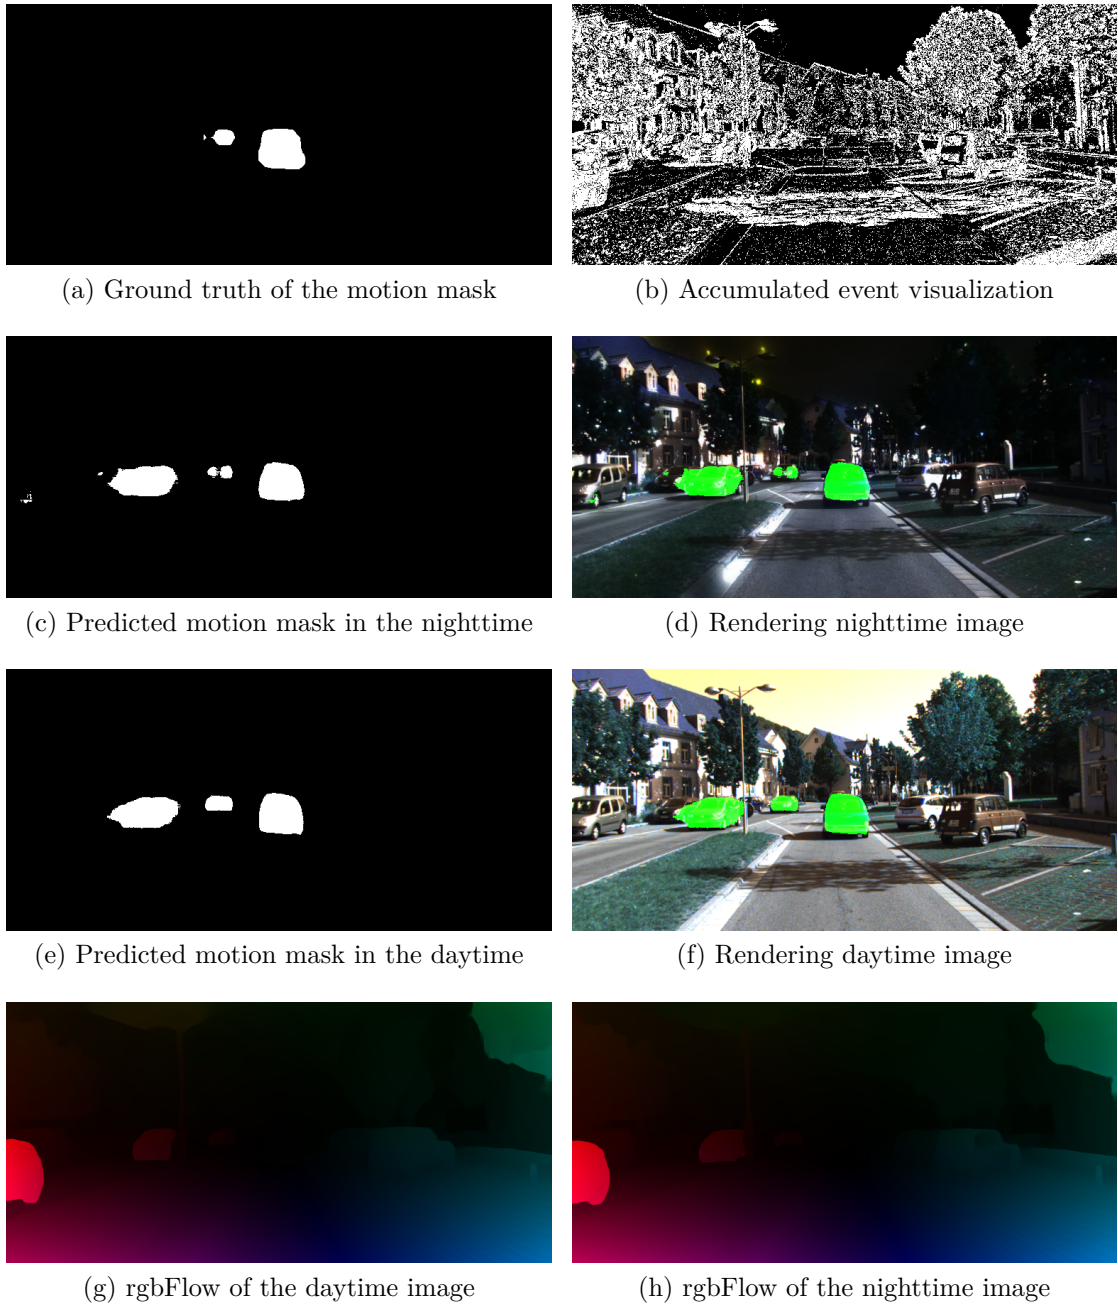 (a) Ground truth of the motion mask
(b) Accumulated event visualization
(c) Predicted motion mask in the nighttime
(d) Rendering nighttime image
(e) Predicted motion mask in the daytime
(f) Rendering daytime image
(g) rgbFlow of the daytime image
(h) rgbFlow of the nighttime image